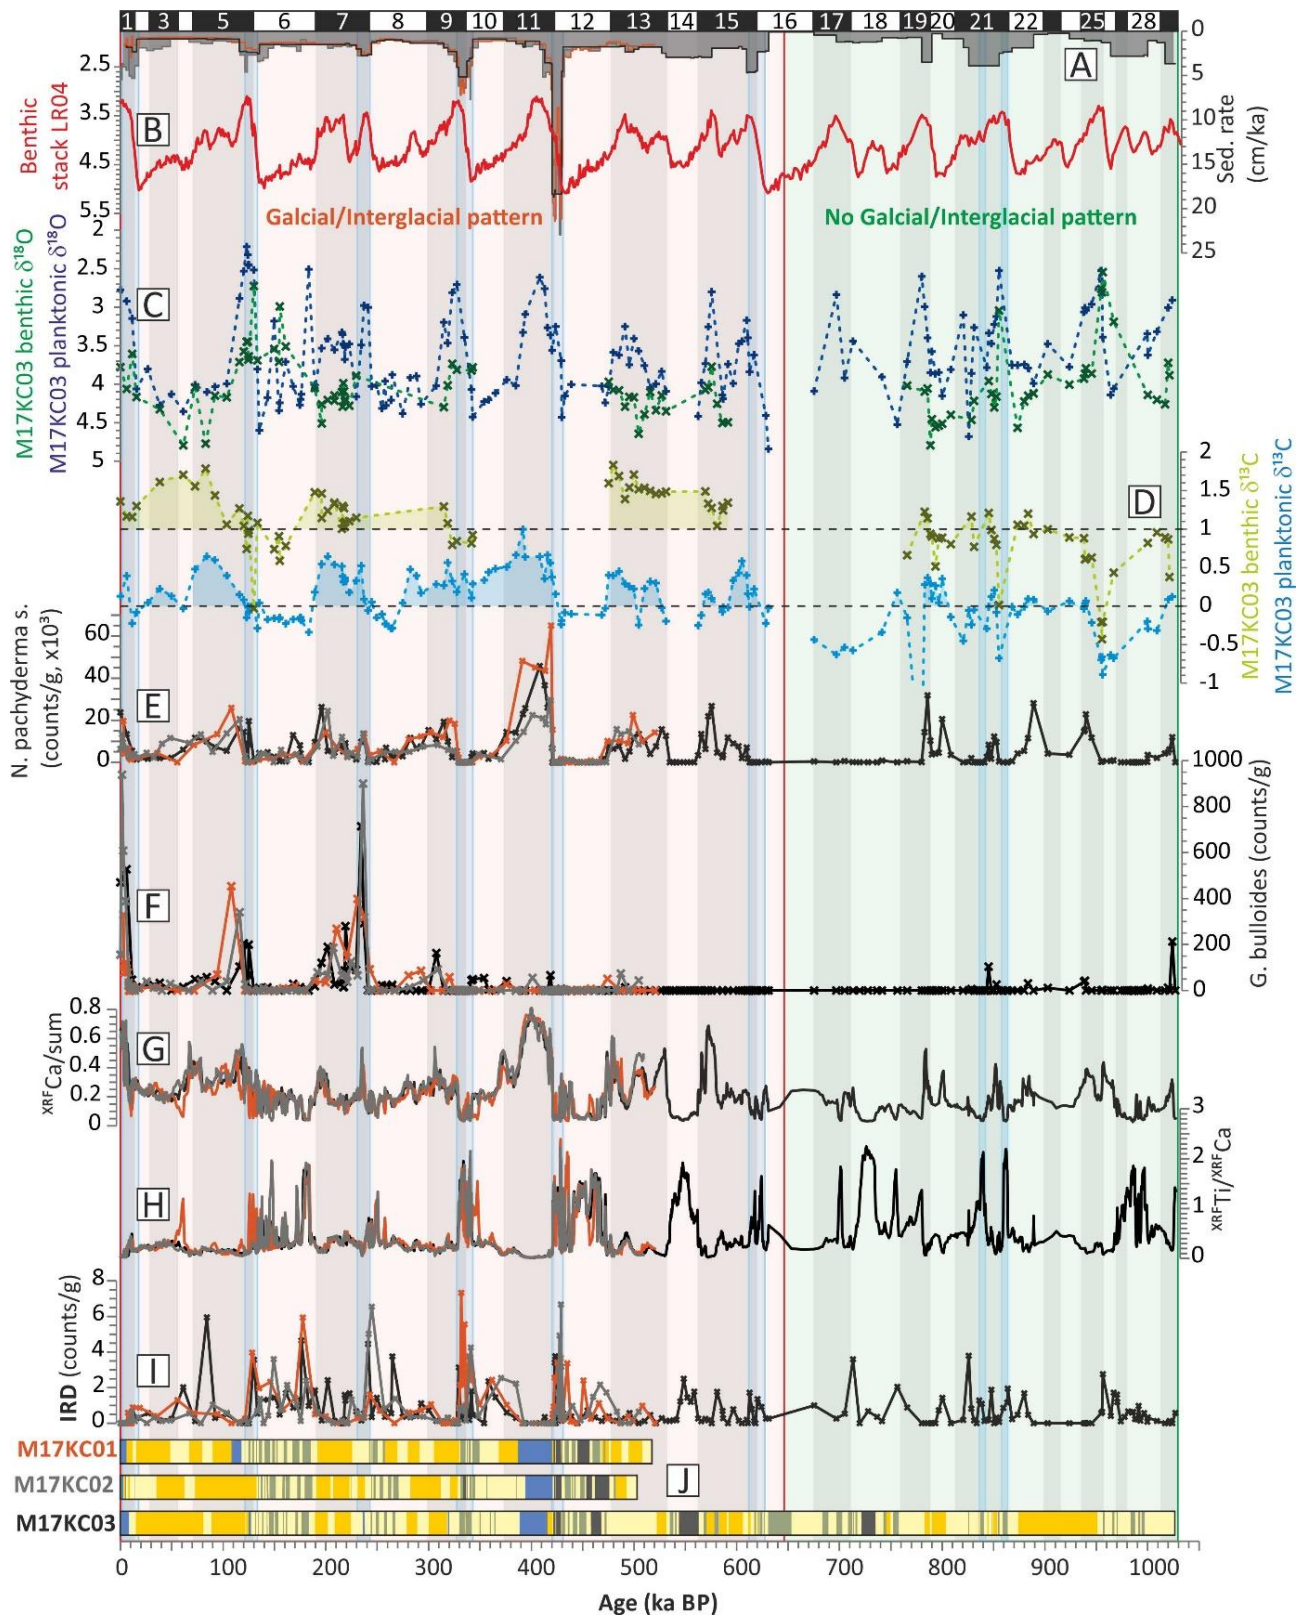 1 3 5 6 7 8 9 10 11 12 13 14 15 16 17 18 19 20 21 22 25 28
A
0
5
10
15
20
25
Sed. rate
(cm/ka)
Benthic
stack LR04
2.5
3.5
4.5
5.5
B
Galcial/Interglacial pattern
No Galcial/Interglacial pattern
M17KC03 benthic δ¹⁸O
M17KC03 planktonic δ¹⁸O
2
2.5
3
3.5
4
4.5
5
C
D
2
1.5
1
0.5
0
-0.5
-1
M17KC03 benthic δ¹³C
M17KC03 planktonic δ¹³C
N. pachyderma s.
(counts/g, x10³)
60
40
20
0
E
1000
800
600
400
200
0
G. bulloides (counts/g)
F
XRFCa/sum
0.8
0.6
0.4
0.2
0
G
3
2
1
0
XRFTi/XRFCa
H
IRD (counts/g)
8
6
4
2
0
I
M17KC01
M17KC02
J
M17KC03
0 100 200 300 400 500 600 700 800 900 1000
Age (ka BP)